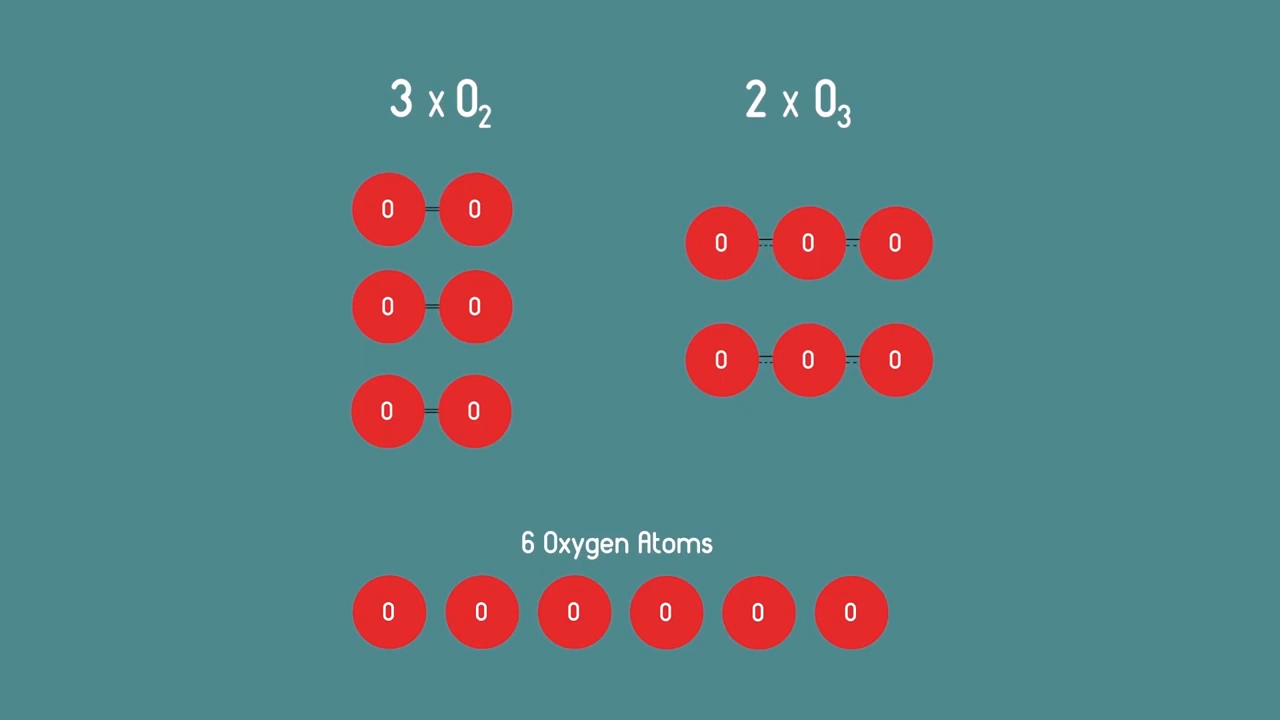 3 x O₂
2 x O₃
O O
O O O
O O
O O O
O O
6 Oxygen Atoms
O O O O O O